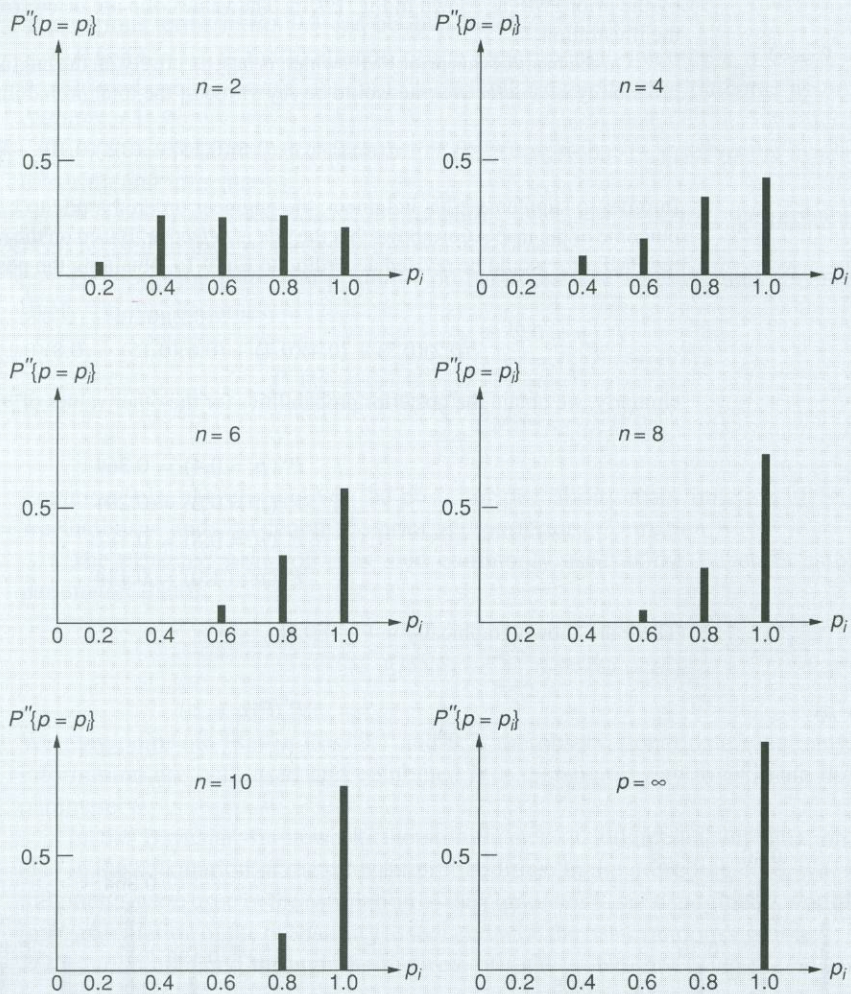 P"{p = pᵢ}
n = 2
0.5
0.2 0.4 0.6 0.8 1.0 pᵢ
P"{p = pᵢ}
n = 4
0.5
0 0.2 0.4 0.6 0.8 1.0 pᵢ
P"{p = pᵢ}
n = 6
0.5
0 0.2 0.4 0.6 0.8 1.0 pᵢ
P"{p = pᵢ}
n = 8
0.5
0 0.2 0.4 0.6 0.8 1.0 pᵢ
P"{p = pᵢ}
n = 10
0.5
0 0.2 0.4 0.6 0.8 1.0 pᵢ
P"{p = pᵢ}
p = ∞
0.5
0 0.2 0.4 0.6 0.8 1.0 pᵢ